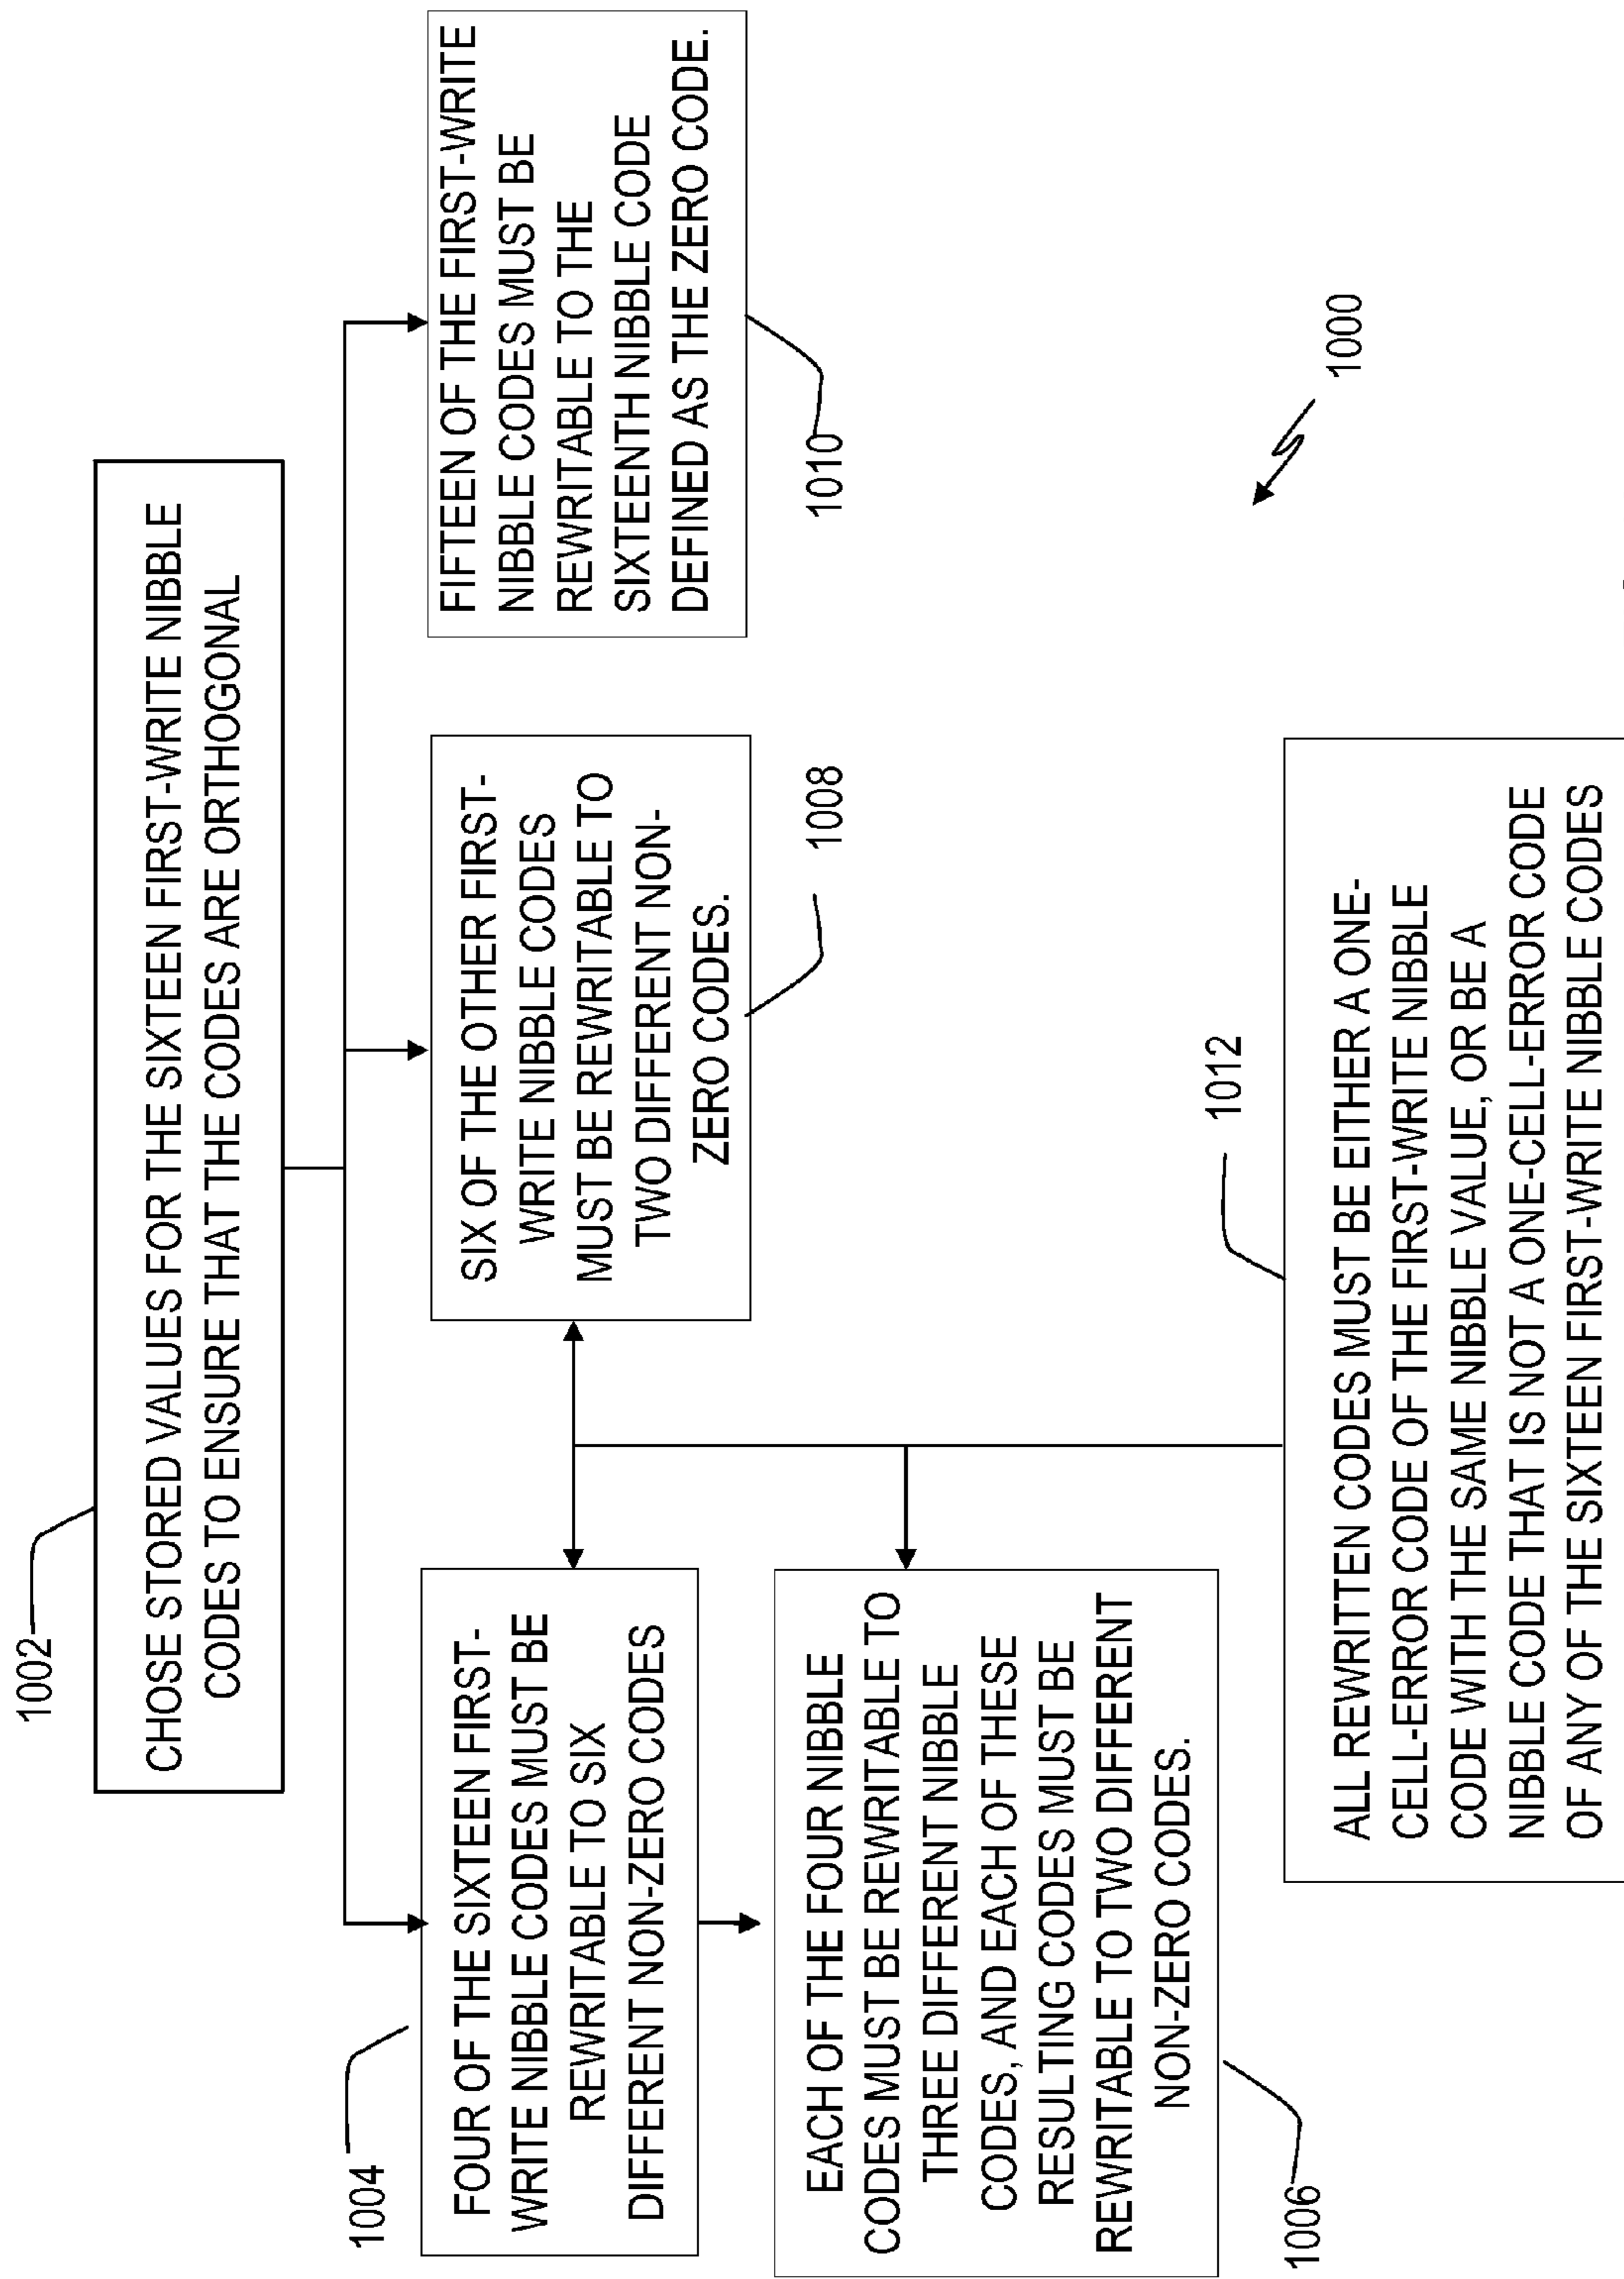 1002
CHOSE STORED VALUES FOR THE SIXTEEN FIRST-WRITE NIBBLE
CODES TO ENSURE THAT THE CODES ARE ORTHOGONAL
1004
FOUR OF THE SIXTEEN FIRST-
WRITE NIBBLE CODES MUST BE
REWRITABLE TO SIX
DIFFERENT NON-ZERO CODES
SIX OF THE OTHER FIRST-
WRITE NIBBLE CODES
MUST BE REWRITABLE TO
TWO DIFFERENT NON-
ZERO CODES.
1008
FIFTEEN OF THE FIRST-WRITE
NIBBLE CODES MUST BE
REWRITABLE TO THE
SIXTEENTH NIBBLE CODE
DEFINED AS THE ZERO CODE.
1010
EACH OF THE FOUR NIBBLE
CODES MUST BE REWRITABLE TO
THREE DIFFERENT NIBBLE
CODES, AND EACH OF THESE
RESULTING CODES MUST BE
REWRITABLE TO TWO DIFFERENT
NON-ZERO CODES.
1006
1012
ALL REWRITTEN CODES MUST BE EITHER A ONE-
CELL-ERROR CODE OF THE FIRST-WRITE NIBBLE
CODE WITH THE SAME NIBBLE VALUE, OR BE A
NIBBLE CODE THAT IS NOT A ONE-CELL-ERROR CODE
OF ANY OF THE SIXTEEN FIRST-WRITE NIBBLE CODES
1000